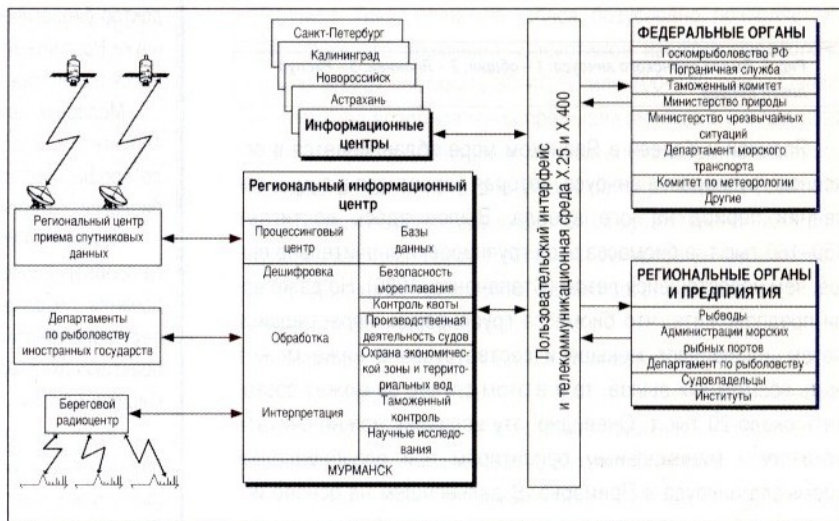 Санкт-Петербург
Калининград
Новороссийск
Астрахань
Информационные
центры
Региональный центр
приема спутниковых
данных
Департаменты
по рыболовству
иностранных государств
Береговой
радиоцентр
Региональный информационный
центр
Процессинговый
центр
Дешифровка
Обработка
Интерпретация
Базы
данных
Безопасность
мореплавания
Контроль квоты
Производственная
деятельность судов
Охрана экономичес-
кой зоны и террито-
риальных вод
Таможенный
контроль
Научные исследо-
вания
МУРМАНСК
Пользовательский интерфейс
и телекоммуникационная среда X.25 и X.400
ФЕДЕРАЛЬНЫЕ ОРГАНЫ
Госкомрыболовство РФ
Пограничная служба
Таможенный комитет
Министерство природы
Министерство чрезвычайных
ситуаций
Департамент морского
транспорта
Комитет по метеорологии
Другие
РЕГИОНАЛЬНЫЕ ОРГАНЫ
И ПРЕДПРИЯТИЯ
Рыбводы
Администрации морских
рыбных портов
Департамент по рыболовству
Судовладельцы
Институты